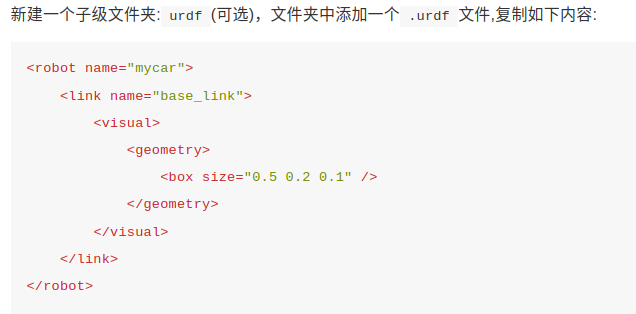 新建一个子级文件夹: urdf (可选)，文件夹中添加一个 .urdf 文件,复制如下内容:
<robot name="mycar">
    <link name="base_link">
        <visual>
            <geometry>
                <box size="0.5 0.2 0.1" />
            </geometry>
        </visual>
    </link>
</robot>